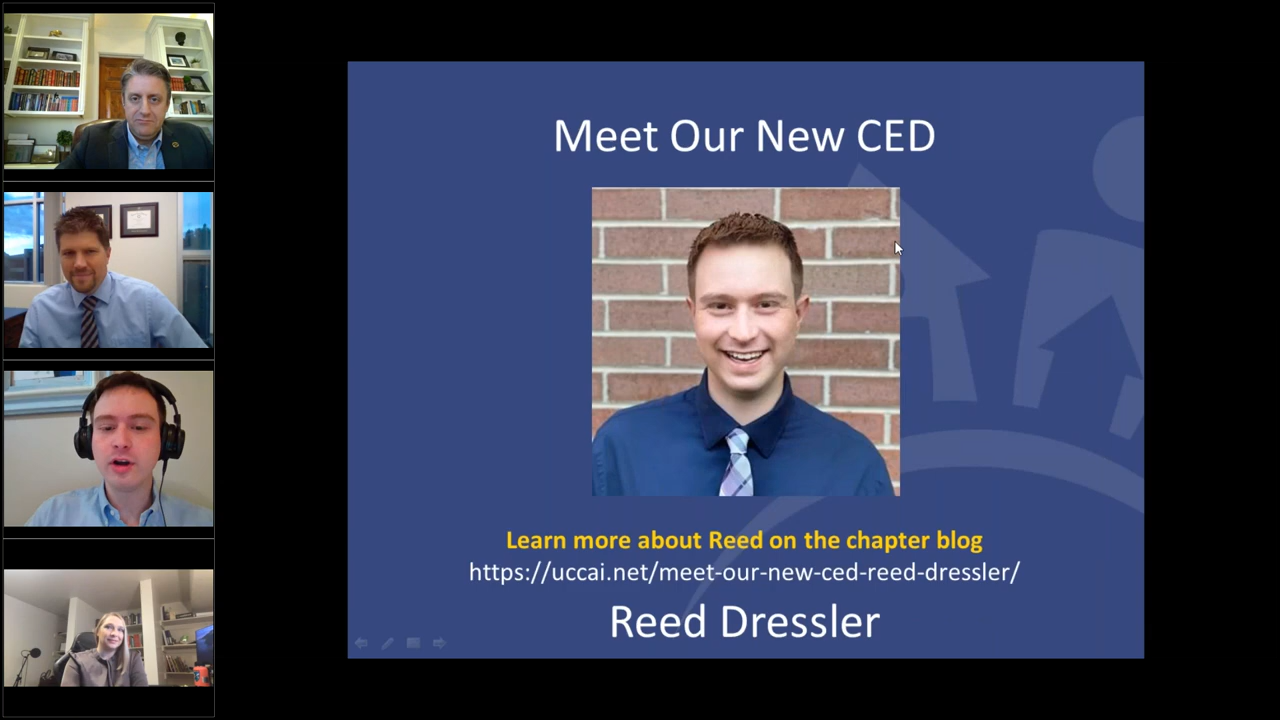 Meet Our New CED
Learn more about Reed on the chapter blog
https://uccai.net/meet-our-new-ced-reed-dressler/
Reed Dressler